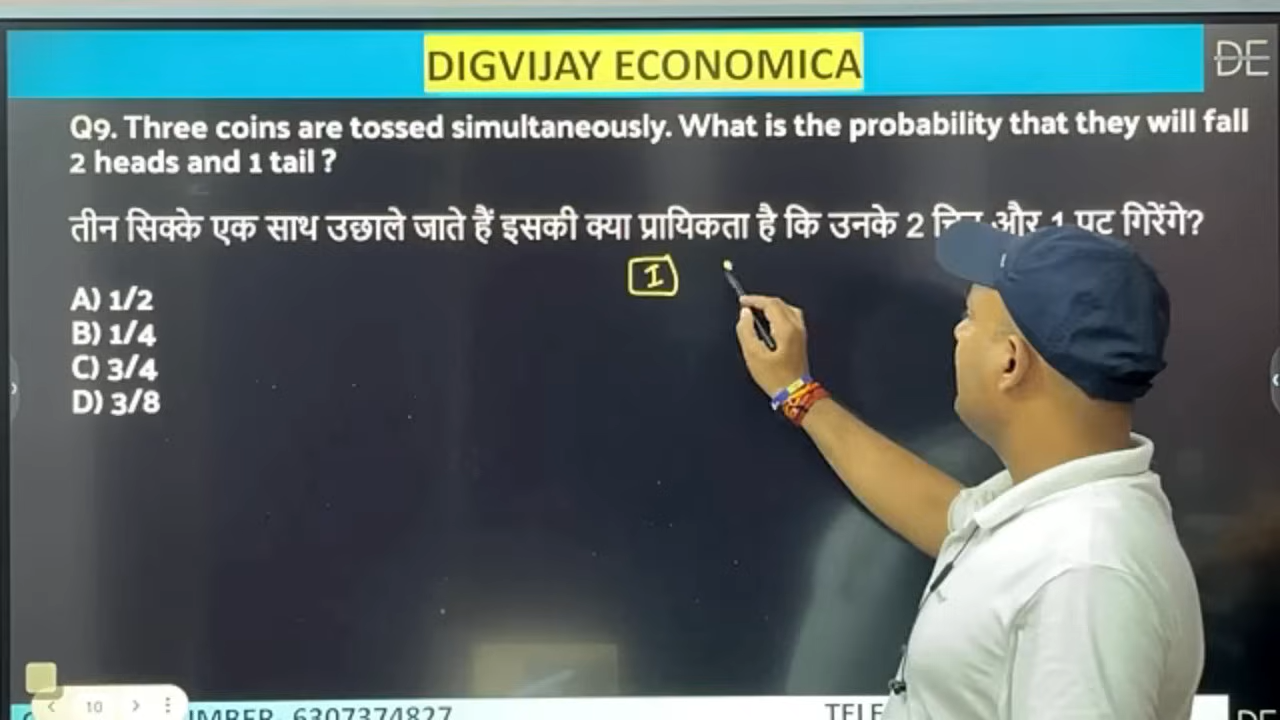 DIGVIJAY ECONOMICA
DE
Q9. Three coins are tossed simultaneously. What is the probability that they will fall
2 heads and 1 tail ?
तीन सिक्के एक साथ उछाले जाते हैं इसकी क्या प्रायिकता है कि उनके 2 और 1 पट गिरेंगे?
I
A) 1/2
B) 1/4
C) 3/4
D) 3/8
10
6307374827
DE